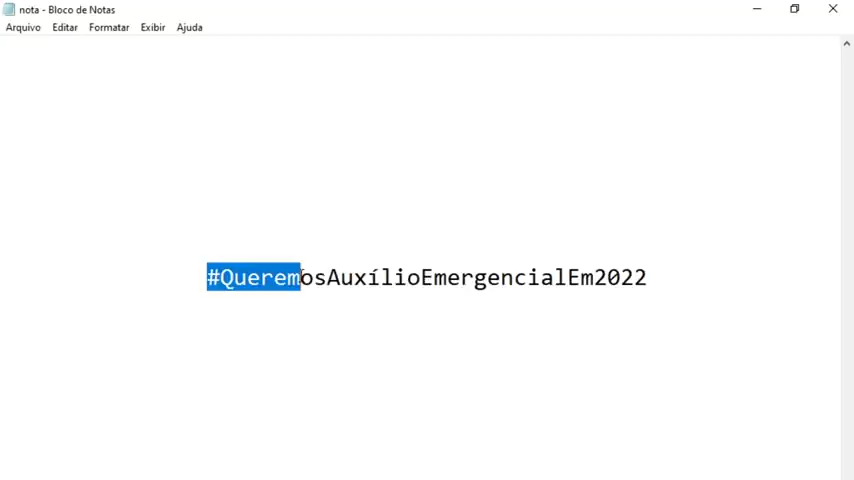 nota - Bloco de Notas
Arquivo Editar Formatar Exibir Ajuda
#QueremosAuxílioEmergencialEm2022